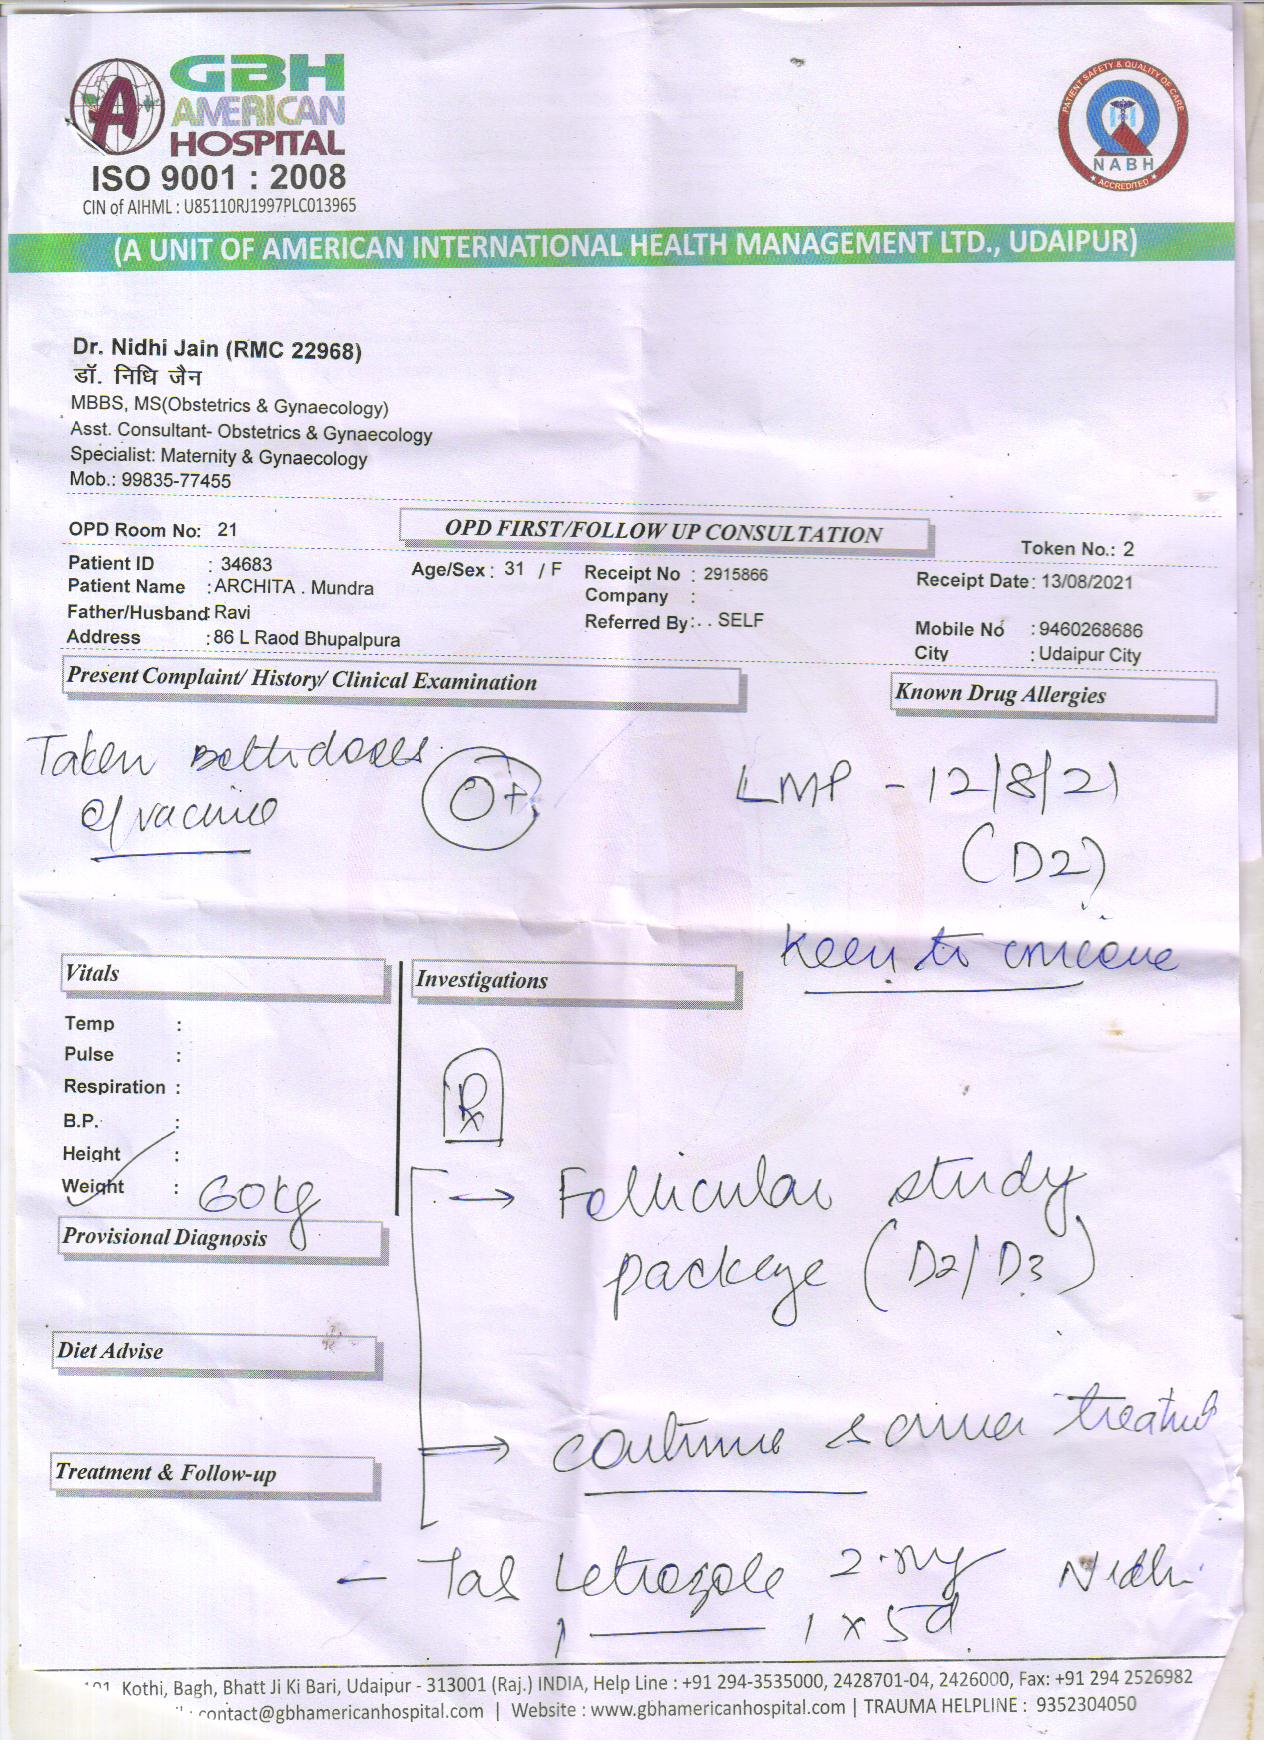 GBH
AMERICAN
HOSPITAL
ISO 9001 : 2008
CIN of AIHML : U85110RJ1997PLC013965
PATIENT SAFETY & QUALITY OF CARE
NABH
ACCREDITED
(A UNIT OF AMERICAN INTERNATIONAL HEALTH MANAGEMENT LTD., UDAIPUR)
Dr. Nidhi Jain (RMC 22968)
डॉ. निधि जैन
MBBS, MS(Obstetrics & Gynaecology)
Asst. Consultant- Obstetrics & Gynaecology
Specialist: Maternity & Gynaecology
Mob.: 99835-77455
OPD Room No: 21
OPD FIRST/FOLLOW UP CONSULTATION
Token No.: 2
Patient ID : 34683 Age/Sex : 31 / F Receipt No : 2915866 Receipt Date: 13/08/2021
Patient Name :ARCHITA . Mundra Company :
Father/Husband: Ravi Referred By:. . SELF Mobile No :9460268686
Address :86 L Raod Bhupalpura City : Udaipur City
Present Complaint/ History/ Clinical Examination
Known Drug Allergies
Taken both doses
of vaccine
O+
LMP - 12/8/21
(D2)
Keen to conceive
Vitals
Investigations
Temp :
Pulse :
Respiration :
B.P. :
Height :
Weight : 60kg
Rx
→ Follicular study
package (D2/D3)
Provisional Diagnosis
Diet Advise
→ continue same
Treatment & Follow-up
– Tab Letrozole Nidhi
1 — 1 x 5d
Kothi, Bagh, Bhatt Ji Ki Bari, Udaipur - 313001 (Raj.) INDIA, Help Line : +91 294-3535000, 2428701-04, 2426000, Fax: +91 294 2526982
: contact@gbhamericanhospital.com | Website : www.gbhamericanhospital.com | TRAUMA HELPLINE : 9352304050